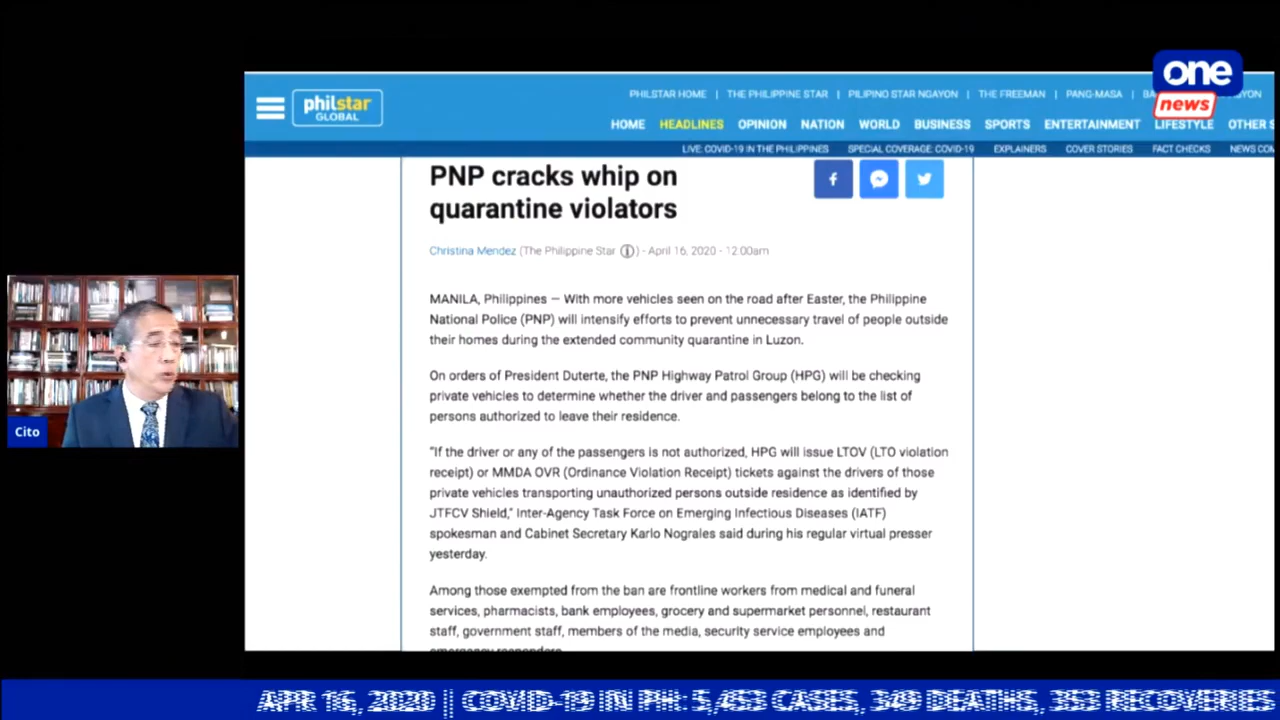 one
news
philstar
GLOBAL
PHILSTAR HOME | THE PHILIPPINE STAR | PILIPINO STAR NGAYON | THE FREEMAN | PANG-MASA |
HOME HEADLINES OPINION NATION WORLD BUSINESS SPORTS ENTERTAINMENT LIFESTYLE OTHER S
LIVE: COVID-19 IN THE PHILIPPINES SPECIAL COVERAGE: COVID-19 EXPLAINERS COVER STORIES FACT CHECKS NEWS COM
PNP cracks whip on
quarantine violators
Christina Mendez (The Philippine Star ) - April 16, 2020 - 12:00am
MANILA, Philippines — With more vehicles seen on the road after Easter, the Philippine
National Police (PNP) will intensify efforts to prevent unnecessary travel of people outside
their homes during the extended community quarantine in Luzon.
On orders of President Duterte, the PNP Highway Patrol Group (HPG) will be checking
private vehicles to determine whether the driver and passengers belong to the list of
persons authorized to leave their residence.
“If the driver or any of the passengers is not authorized, HPG will issue LTOV (LTO violation
receipt) or MMDA OVR (Ordinance Violation Receipt) tickets against the drivers of those
private vehicles transporting unauthorized persons outside residence as identified by
JTFCV Shield,” Inter-Agency Task Force on Emerging Infectious Diseases (IATF)
spokesman and Cabinet Secretary Karlo Nograles said during his regular virtual presser
yesterday.
Among those exempted from the ban are frontline workers from medical and funeral
services, pharmacists, bank employees, grocery and supermarket personnel, restaurant
staff, government staff, members of the media, security service employees and
emergency responders.
Cito
APR 16, 2020 || COVID-19 IN PH: 5,453 CASES, 349 DEATHS, 353 RECOVERIES